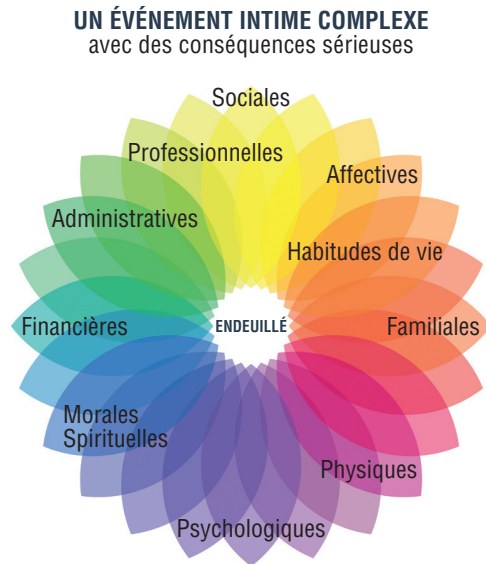 UN ÉVÉNEMENT INTIME COMPLEXE
avec des conséquences sérieuses
Sociales
Professionnelles
Affectives
Administratives
Habitudes de vie
Financières
ENDEUILLÉ
Familiales
Morales
Spirituelles
Physiques
Psychologiques